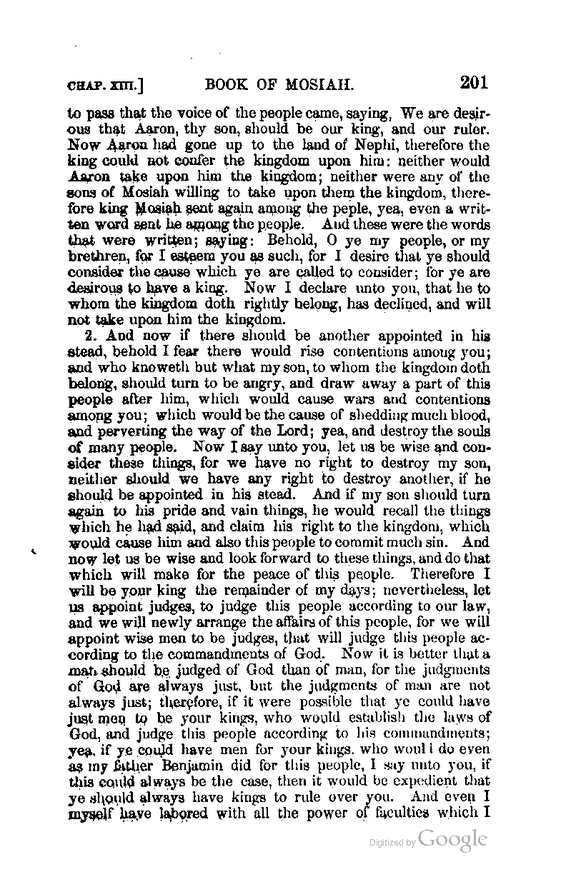 CHAP. XIII.] BOOK OF MOSIAH. 201
to pass that the voice of the people came, saying, We are desir-
ous that Aaron, thy son, should be our king, and our ruler.
Now Aaron had gone up to the land of Nephi, therefore the
king could not confer the kingdom upon him: neither would
Aaron take upon him the kingdom; neither were any of the
sons of Mosiah willing to take upon them the kingdom, there-
fore king Mosiah sent again among the peple, yea, even a writ-
ten word sent he among the people. And these were the words
that were written; saying: Behold, O ye my people, or my
brethren, for I esteem you as such, for I desire that ye should
consider the cause which ye are called to consider; for ye are
desirous to have a king. Now I declare unto you, that he to
whom the kingdom doth rightly belong, has declined, and will
not take upon him the kingdom.
2. And now if there should be another appointed in his
stead, behold I fear there would rise contentions among you;
and who knoweth but what my son, to whom the kingdom doth
belong, should turn to be angry, and draw away a part of this
people after him, which would cause wars and contentions
among you; which would be the cause of shedding much blood,
and perverting the way of the Lord; yea, and destroy the souls
of many people. Now I say unto you, let us be wise and con-
sider these things, for we have no right to destroy my son,
neither should we have any right to destroy another, if he
should be appointed in his stead. And if my son should turn
again to his pride and vain things, he would recall the things
which he had said, and claim his right to the kingdom, which
would cause him and also this people to commit much sin. And
now let us be wise and look forward to these things, and do that
which will make for the peace of this people. Therefore I
will be your king the remainder of my days; nevertheless, let
us appoint judges, to judge this people according to our law,
and we will newly arrange the affairs of this people, for we will
appoint wise men to be judges, that will judge this people ac-
cording to the commandments of God. Now it is better that a
man should be judged of God than of man, for the judgments
of God are always just, but the judgments of man are not
always just; therefore, if it were possible that ye could have
just men to be your kings, who would establish the laws of
God, and judge this people according to his commandments;
yea, if ye could have men for your kings, who would do even
as my father Benjamin did for this people, I say unto you, if
this could always be the case, then it would be expedient that
ye should always have kings to rule over you. And even I
myself have labored with all the power of faculties which I
Digitized by Google